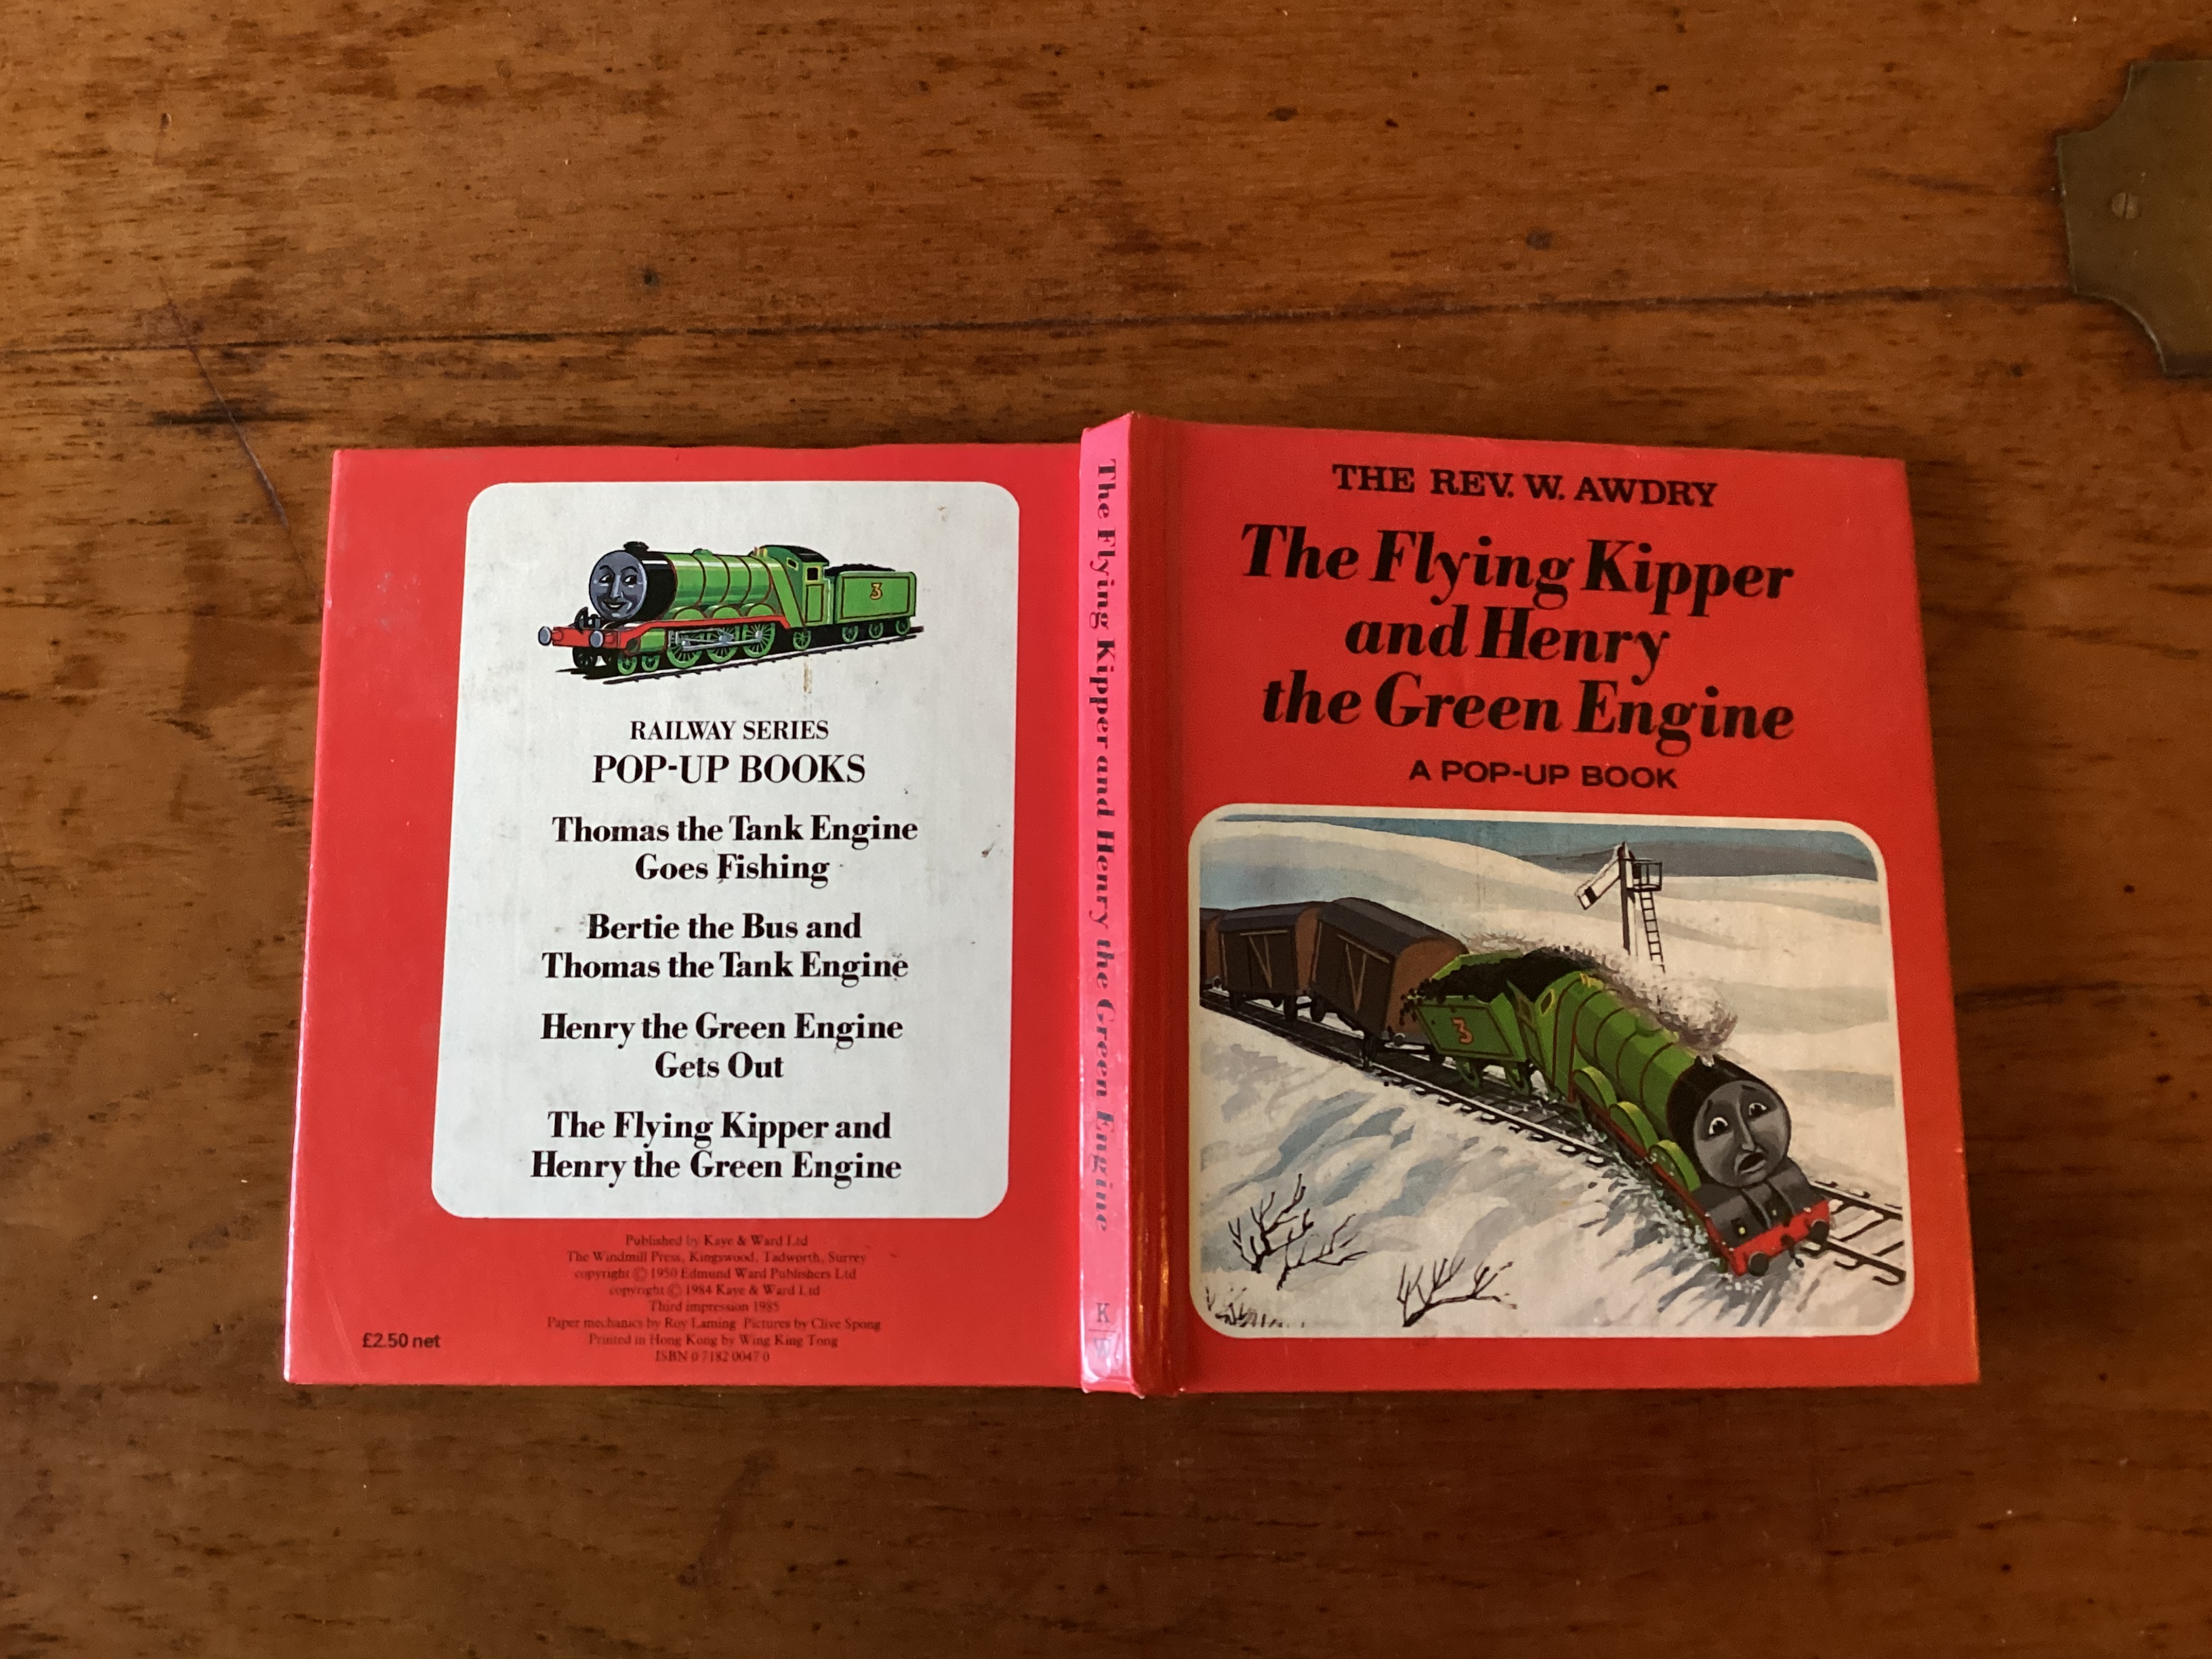 3
RAILWAY SERIES
POP-UP BOOKS
Thomas the Tank Engine
Goes Fishing
Bertie the Bus and
Thomas the Tank Engine
Henry the Green Engine
Gets Out
The Flying Kipper and
Henry the Green Engine
Published by Kaye & Ward Ltd
The Windmill Press, Kingswood, Tadworth, Surrey
copyright © 1950 Edmund Ward Publishers Ltd
copyright © 1984 Kaye & Ward Ltd
Third impression 1985
Paper mechanics by Roy Laming Pictures by Clive Spong
Printed in Hong Kong by Wing King Tong
ISBN 0 7182 0047 0
£2.50 net
The Flying Kipper and Henry the Green Engine
K
THE REV. W. AWDRY
The Flying Kipper
and Henry
the Green Engine
A POP-UP BOOK
3